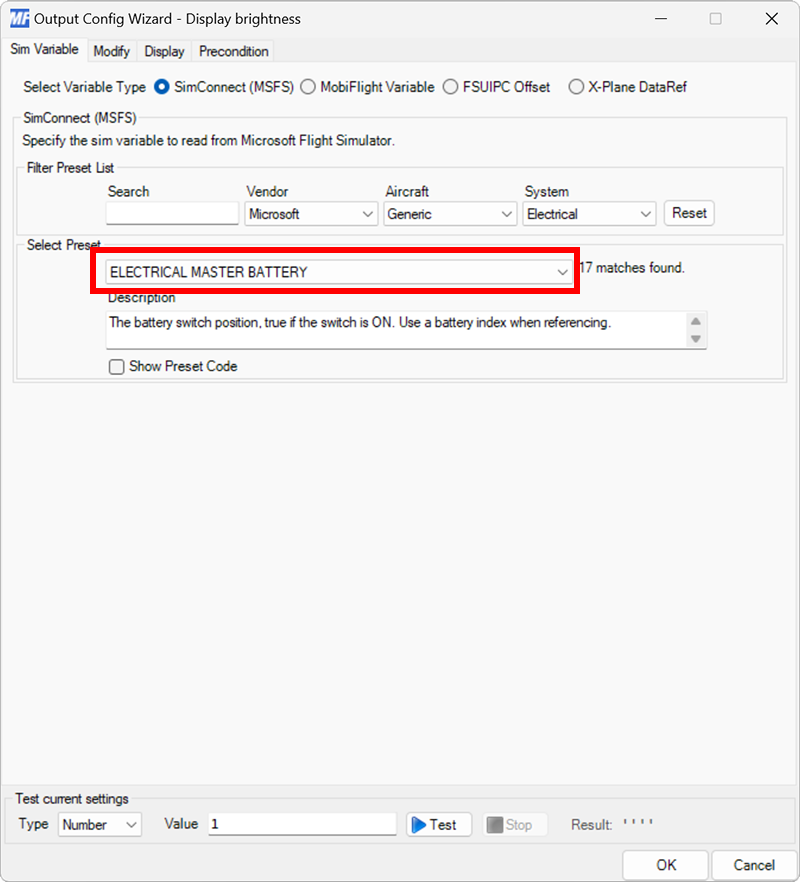 MF Output Config Wizard - Display brightness
Sim Variable Modify Display Precondition
Select Variable Type SimConnect (MSFS) MobiFlight Variable FSUIPC Offset X-Plane DataRef
SimConnect (MSFS)
Specify the sim variable to read from Microsoft Flight Simulator.
Filter Preset List
Search Vendor Aircraft System
Microsoft Generic Electrical Reset
Select Preset
ELECTRICAL MASTER BATTERY 17 matches found.
Description
The battery switch position, true if the switch is ON. Use a battery index when referencing.
Show Preset Code
Test current settings
Type Number Value 1 Test Stop Result: ' ' ' '
OK Cancel